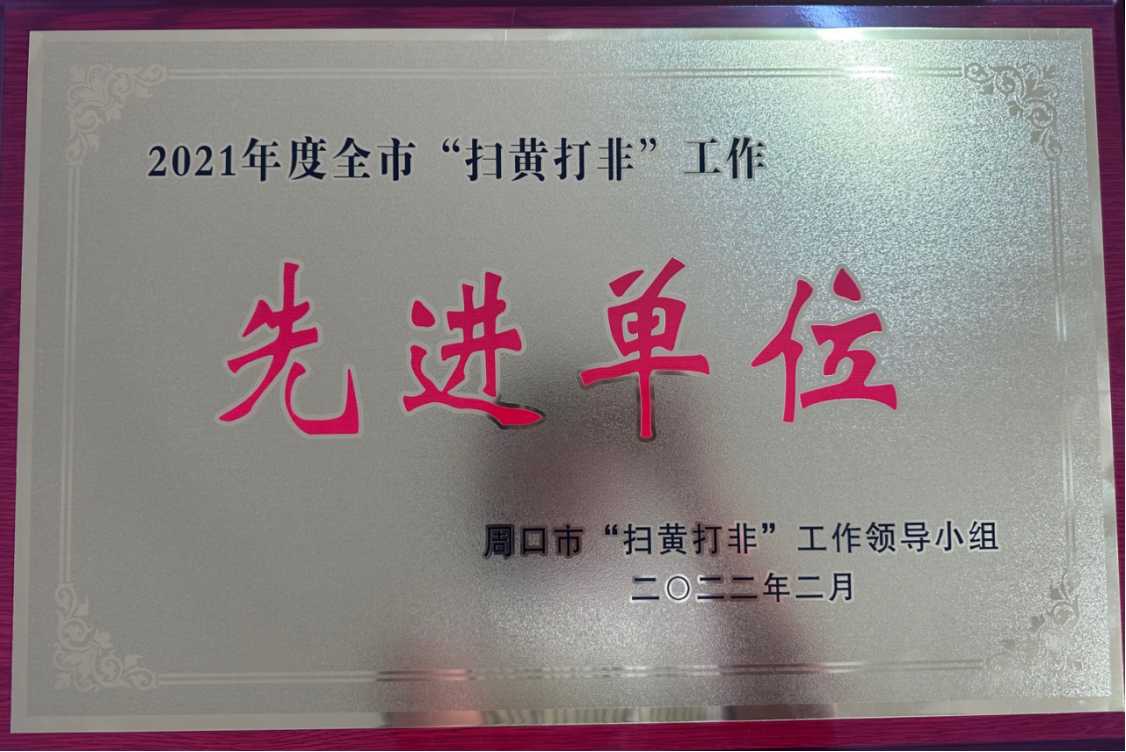 2021年度全市“扫黄打非”工作
先进单位
周口市“扫黄打非”工作领导小组
二〇二二年二月